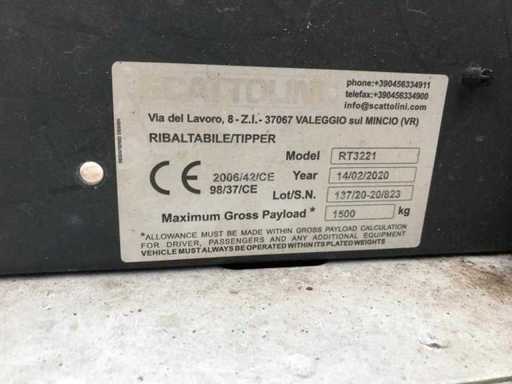 SCATTOLINI
phone:+390456334911
telefax:+390456334900
info@scattolini.com
Via del Lavoro, 8 - Z.I.- 37067 VALEGGIO sul MINCIO (VR)
RIBALTABILE/TIPPER
Model RT3221
CE 2006/42/CE Year 14/02/2020
98/37/CE Lot/S.N. 137/20-20/823
Maximum Gross Payload * 1500 kg
*ALLOWANCE MUST BE MADE WITHIN GROSS PAYLOAD CALCULATION
FOR DRIVER, PASSENGERS AND ANY ADDITIONAL EQUIPMENT
VEHICLE MUST ALWAYS BE OPERATED WITHIN ITS PLATED WEIGHTS